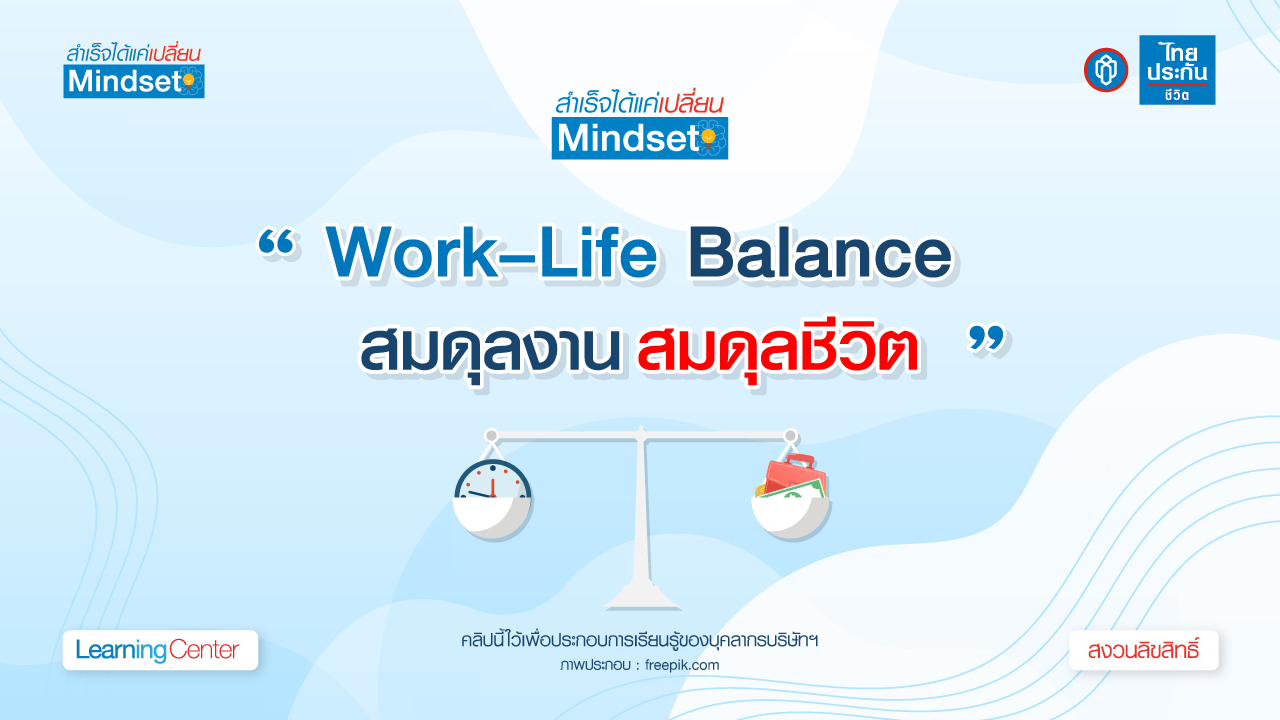 สำเร็จได้แค่เปลี่ยน
Mindset
ไทย
ประกัน
ชีวิต
สำเร็จได้แค่เปลี่ยน
Mindset
“ Work–Life Balance
สมดุลงาน สมดุลชีวิต ”
คลิปนี้ไว้เพื่อประกอบการเรียนรู้ของบุคลากรบริษัทฯ
ภาพประกอบ : freepik.com
Learning Center
สงวนลิขสิทธิ์